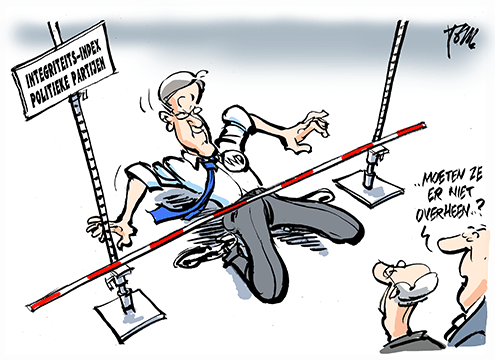 INTEGRITEITS-INDEX
POLITIEKE PARTIJEN
VVD
..MOETEN ZE
ER NIET
OVERHEEN..?